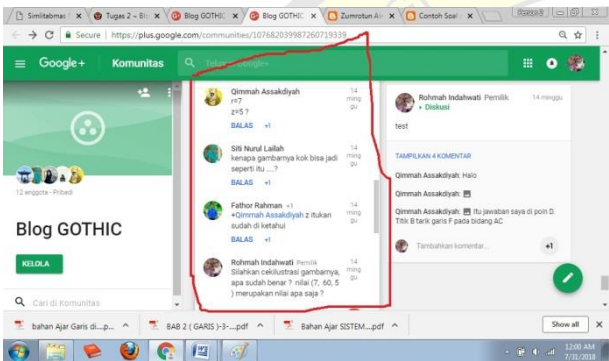 Simlitabmas
Tugas 2 – Bl
Blog GOTHIC
Blog GOTHIC
Zumrotun Al
Contoh Soal
Secure | https://plus.google.com/communities/107682039987260719339
Google+ Komunitas
12 anggota - Pribadi
Blog GOTHIC
KELOLA
Cari di Komunitas
Qimmah Assakdiyah 14 ming gu
r=7
z=5 ?
BALAS +1
Siti Nurul Lailah 14 ming gu
kenapa gambarnya kok bisa jadi
seperti itu ....?
BALAS +1
Fathor Rahman +1 14 ming gu
+Qimmah Assakdiyah z itukan
sudah di ketahui
BALAS +1
Rohmah Indahwati Pemilik 14 ming gu
Silahkan cekilustrasi gambarnya,
apa sudah benar ? nilai (7, 60, 5
) merupakan nilai apa saja ?
Rohmah Indahwati Pemilik 14 minggu
Diskusi
test
TAMPILKAN 4 KOMENTAR
Qimmah Assakdiyah: Halo
Qimmah Assakdiyah:
Qimmah Assakdiyah: Itu jawaban saya di poin D.
Titik B tarik garis F pada bidang AC
Tambahkan komentar...
+1
bahan Ajar Garis di....p...
BAB 2 ( GARIS )-3-....pdf
Bahan Ajar SISTEM....pdf
Show all
12:00 AM
7/31/2018